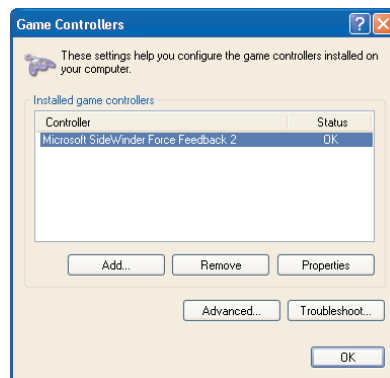 Game Controllers
These settings help you configure the game controllers installed on
your computer.
Installed game controllers
Controller Status
Microsoft SideWinder Force Feedback 2 OK
Add... Remove Properties
Advanced... Troubleshoot...
OK